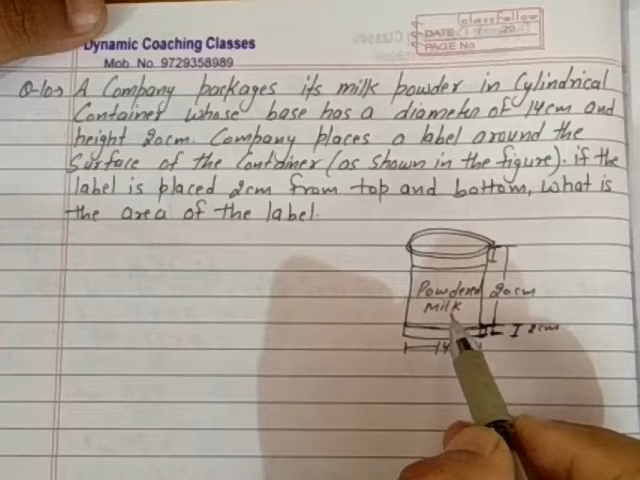 classfellow
DATE
PAGE No
Dynamic Coaching Classes
Mob. No. 9729358989
Q-10→ A Company packages its milk powder in Cylindrical
Container whose base has a diameter of 14cm and
height 20cm. Company places a label around the
Surface of the Container (as shown in the figure). if the
label is placed 2cm from top and bottom, what is
the area of the label.
Powdered
milk
20cm
2cm
14